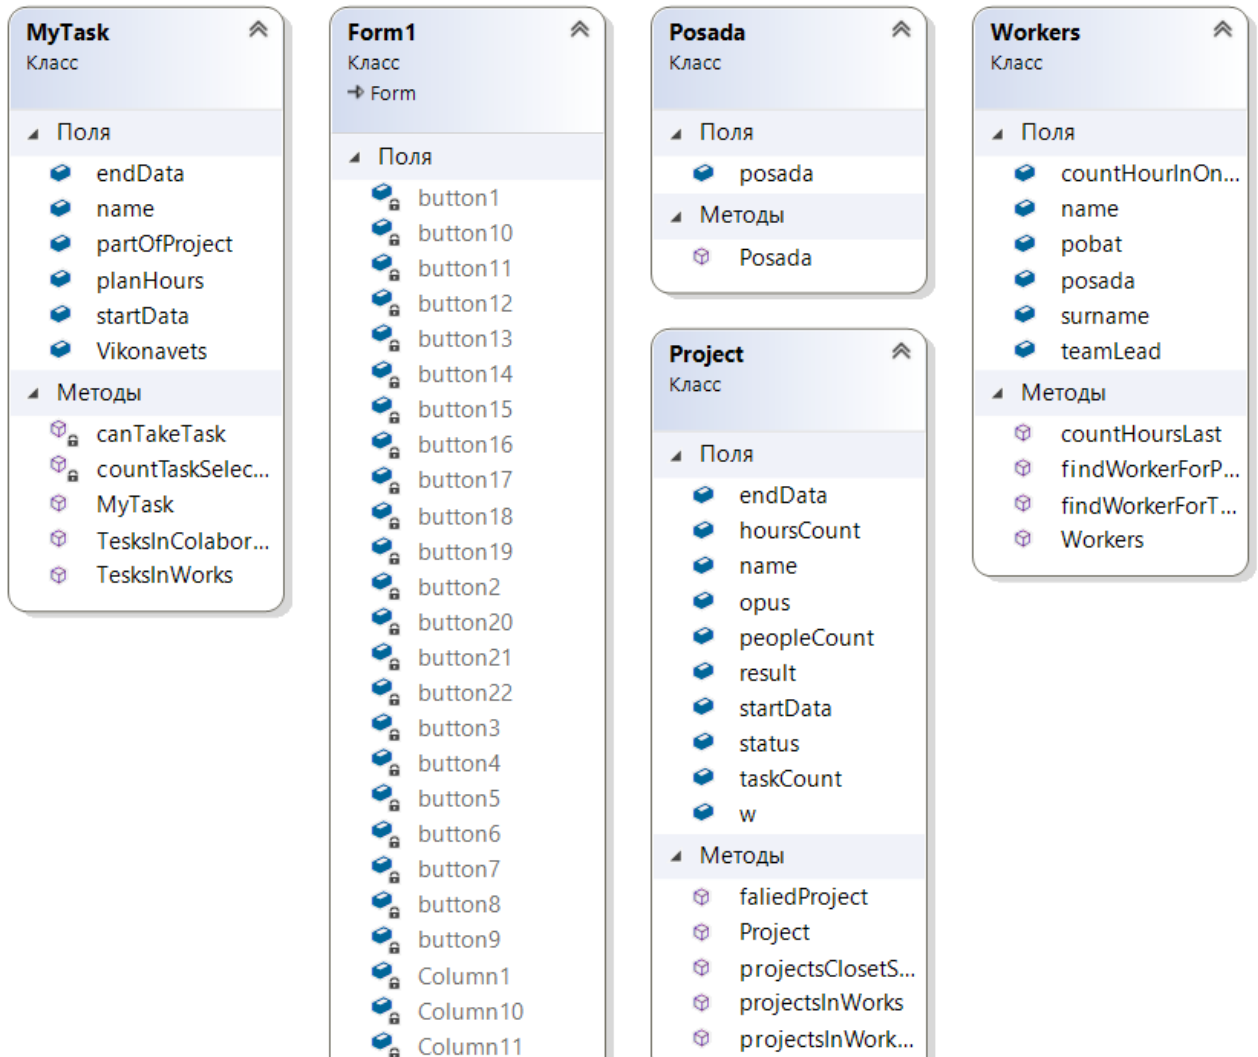 MyTask
Класс
Поля
endData
name
partOfProject
planHours
startData
Vikonavets
Методы
canTakeTask
countTaskSelec...
MyTask
TesksInColabor...
TesksInWorks
Form1
Класс
Form
Поля
button1
button10
button11
button12
button13
button14
button15
button16
button17
button18
button19
button2
button20
button21
button22
button3
button4
button5
button6
button7
button8
button9
Column1
Column10
Column11
Posada
Класс
Поля
posada
Методы
Posada
Project
Класс
Поля
endData
hoursCount
name
opus
peopleCount
result
startData
status
taskCount
w
Методы
faliedProject
Project
projectsClosetS...
projectsInWorks
projectsInWork...
Workers
Класс
Поля
countHourInOn...
name
pobat
posada
surname
teamLead
Методы
countHoursLast
findWorkerForP...
findWorkerForT...
Workers